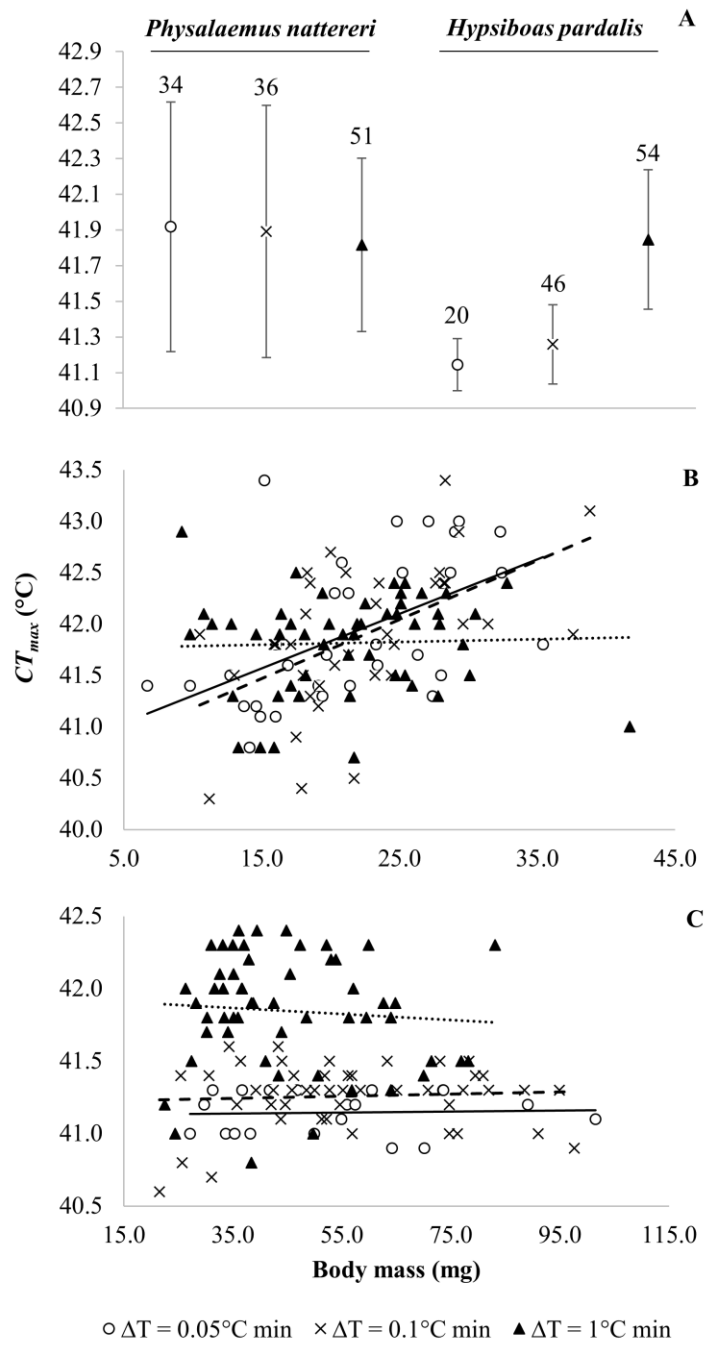 A
Physalaemus nattereri Hypsiboas pardalis
42.9
42.7
42.5
42.3
42.1
41.9
41.7
41.5
41.3
41.1
40.9
34 36 51 20 46 54
B
43.5
43.0
42.5
42.0
41.5
41.0
40.5
40.0
5.0 15.0 25.0 35.0 45.0
CTmax (°C)
C
42.5
42.0
41.5
41.0
40.5
15.0 35.0 55.0 75.0 95.0 115.0
Body mass (mg)
ΔT = 0.05°C min ΔT = 0.1°C min ΔT = 1°C min